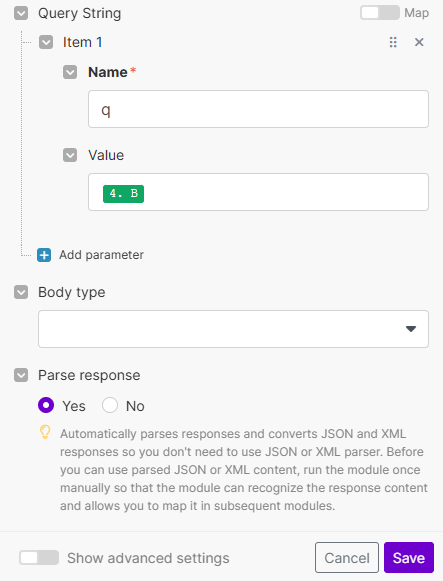 Query String
Map
Item 1
Name*
q
Value
4. B
Add parameter
Body type
Parse response
Yes
No
Automatically parses responses and converts JSON and XML
responses so you don't need to use JSON or XML parser. Before
you can use parsed JSON or XML content, run the module once
manually so that the module can recognize the response content
and allows you to map it in subsequent modules.
Show advanced settings
Cancel
Save